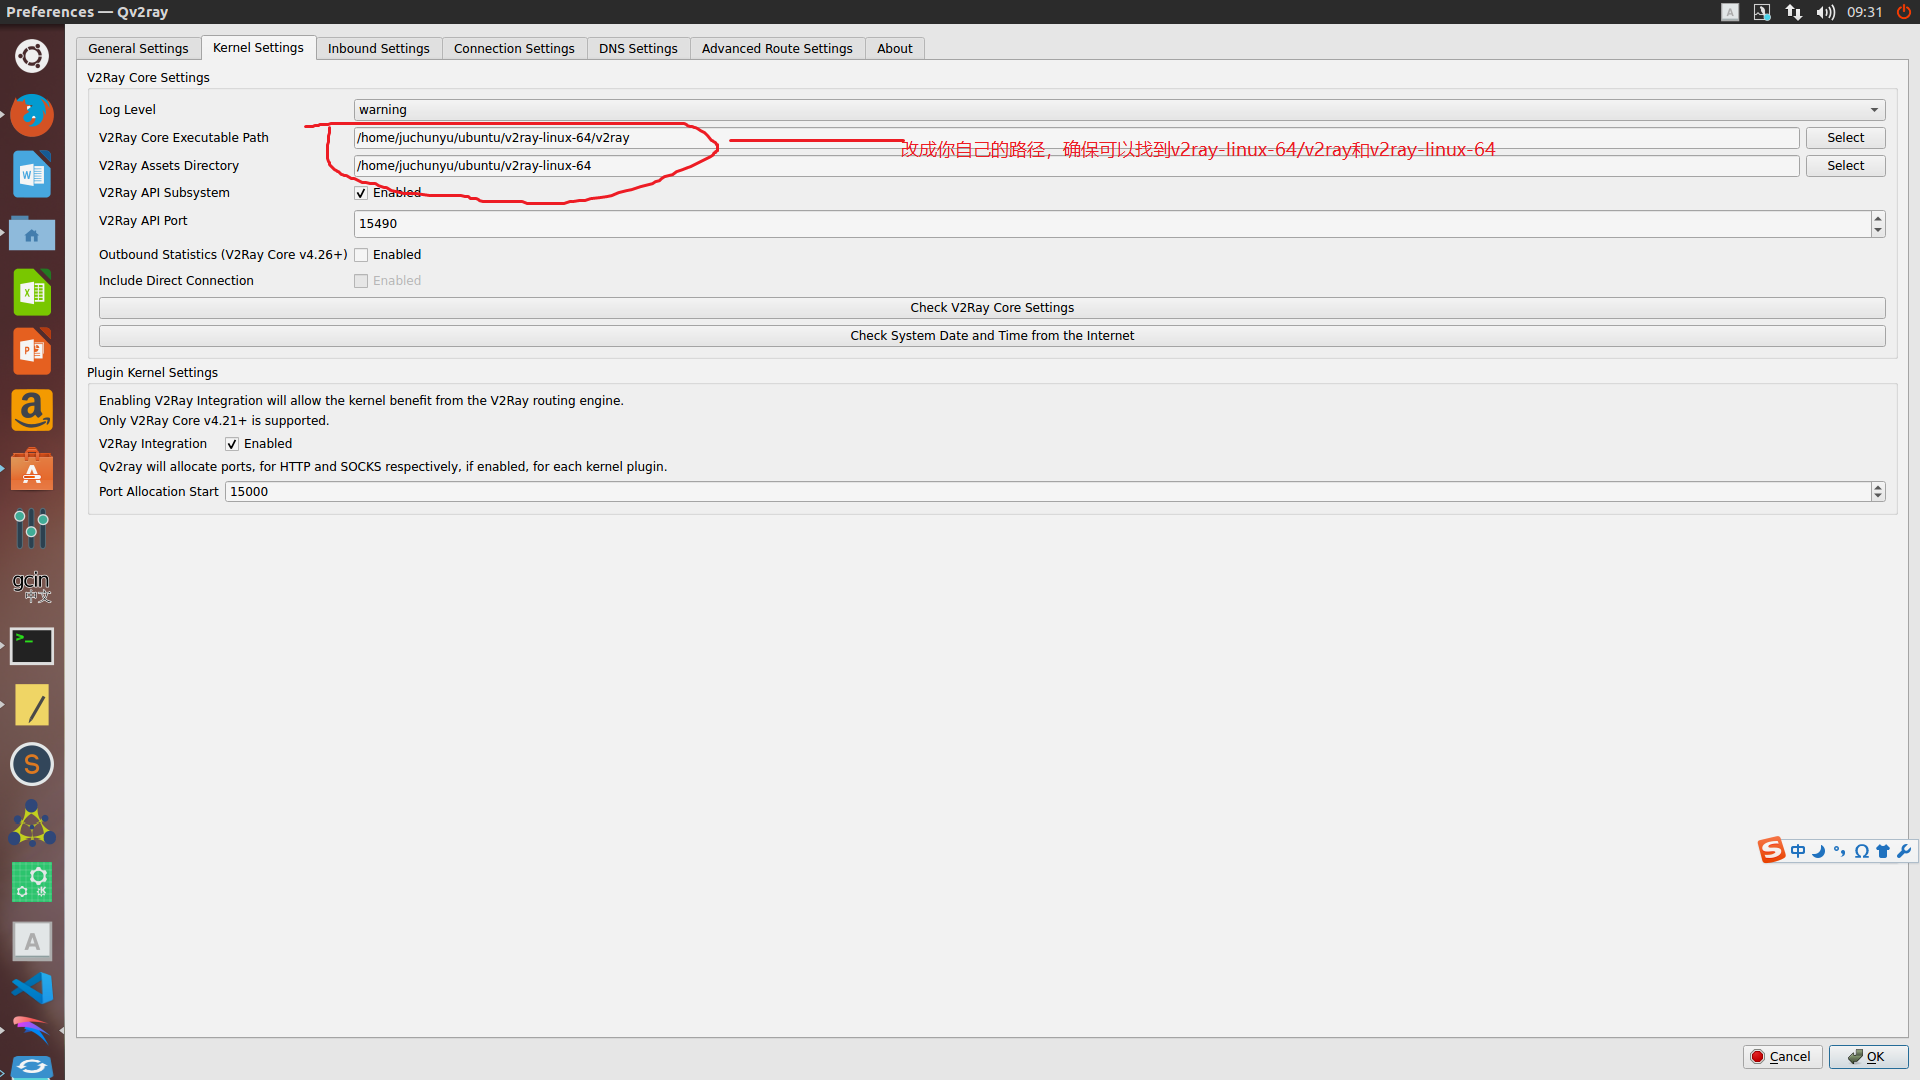 Preferences — Qv2ray
A
09:31
General Settings
Kernel Settings
Inbound Settings
Connection Settings
DNS Settings
Advanced Route Settings
About
V2Ray Core Settings
Log Level
warning
V2Ray Core Executable Path
/home/juchunyu/ubuntu/v2ray-linux-64/v2ray
Select
改成你自己的路径，确保可以找到v2ray-linux-64/v2ray和v2ray-linux-64
V2Ray Assets Directory
/home/juchunyu/ubuntu/v2ray-linux-64
Select
V2Ray API Subsystem
Enabled
V2Ray API Port
15490
Outbound Statistics (V2Ray Core v4.26+)
Enabled
Include Direct Connection
Enabled
Check V2Ray Core Settings
Check System Date and Time from the Internet
Plugin Kernel Settings
Enabling V2Ray Integration will allow the kernel benefit from the V2Ray routing engine.
Only V2Ray Core v4.21+ is supported.
V2Ray Integration
Enabled
Qv2ray will allocate ports, for HTTP and SOCKS respectively, if enabled, for each kernel plugin.
Port Allocation Start
15000
gcin
中文
S
A
S 中
Cancel
OK